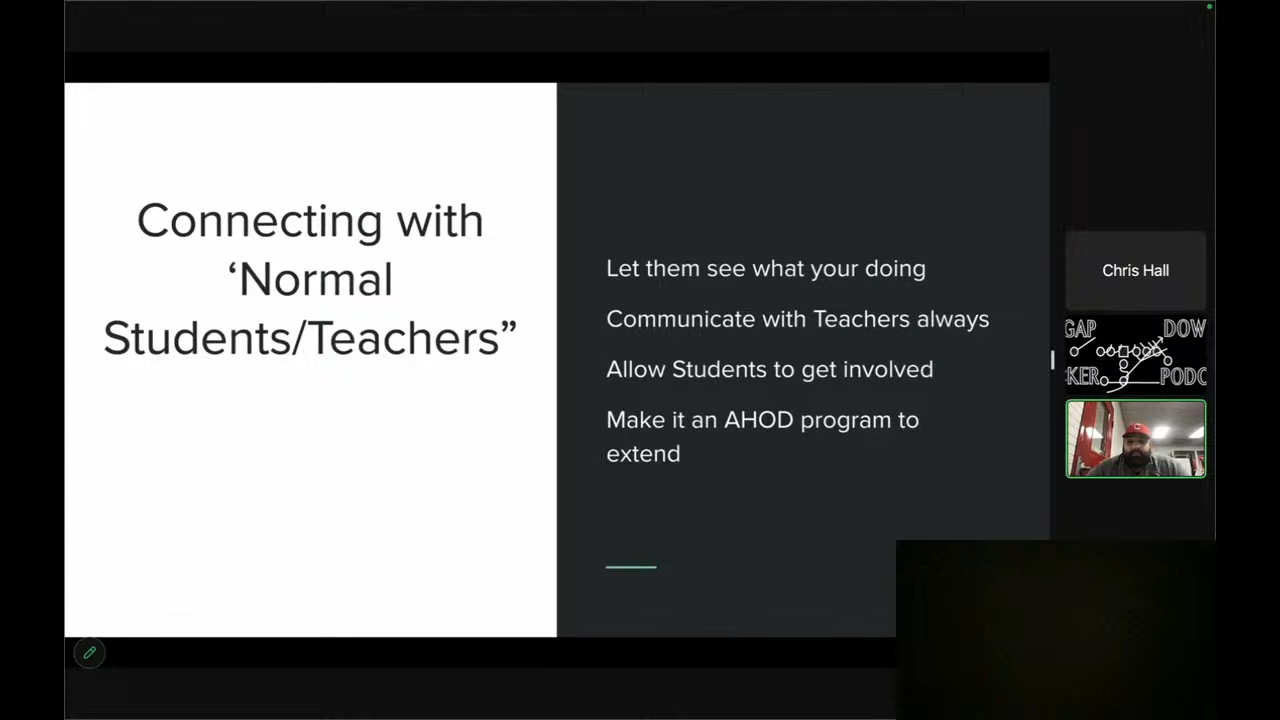 Connecting with
‘Normal
Students/Teachers”
Let them see what your doing
Communicate with Teachers always
Allow Students to get involved
Make it an AHOD program to
extend
Chris Hall
GAP DOW
KER PODC